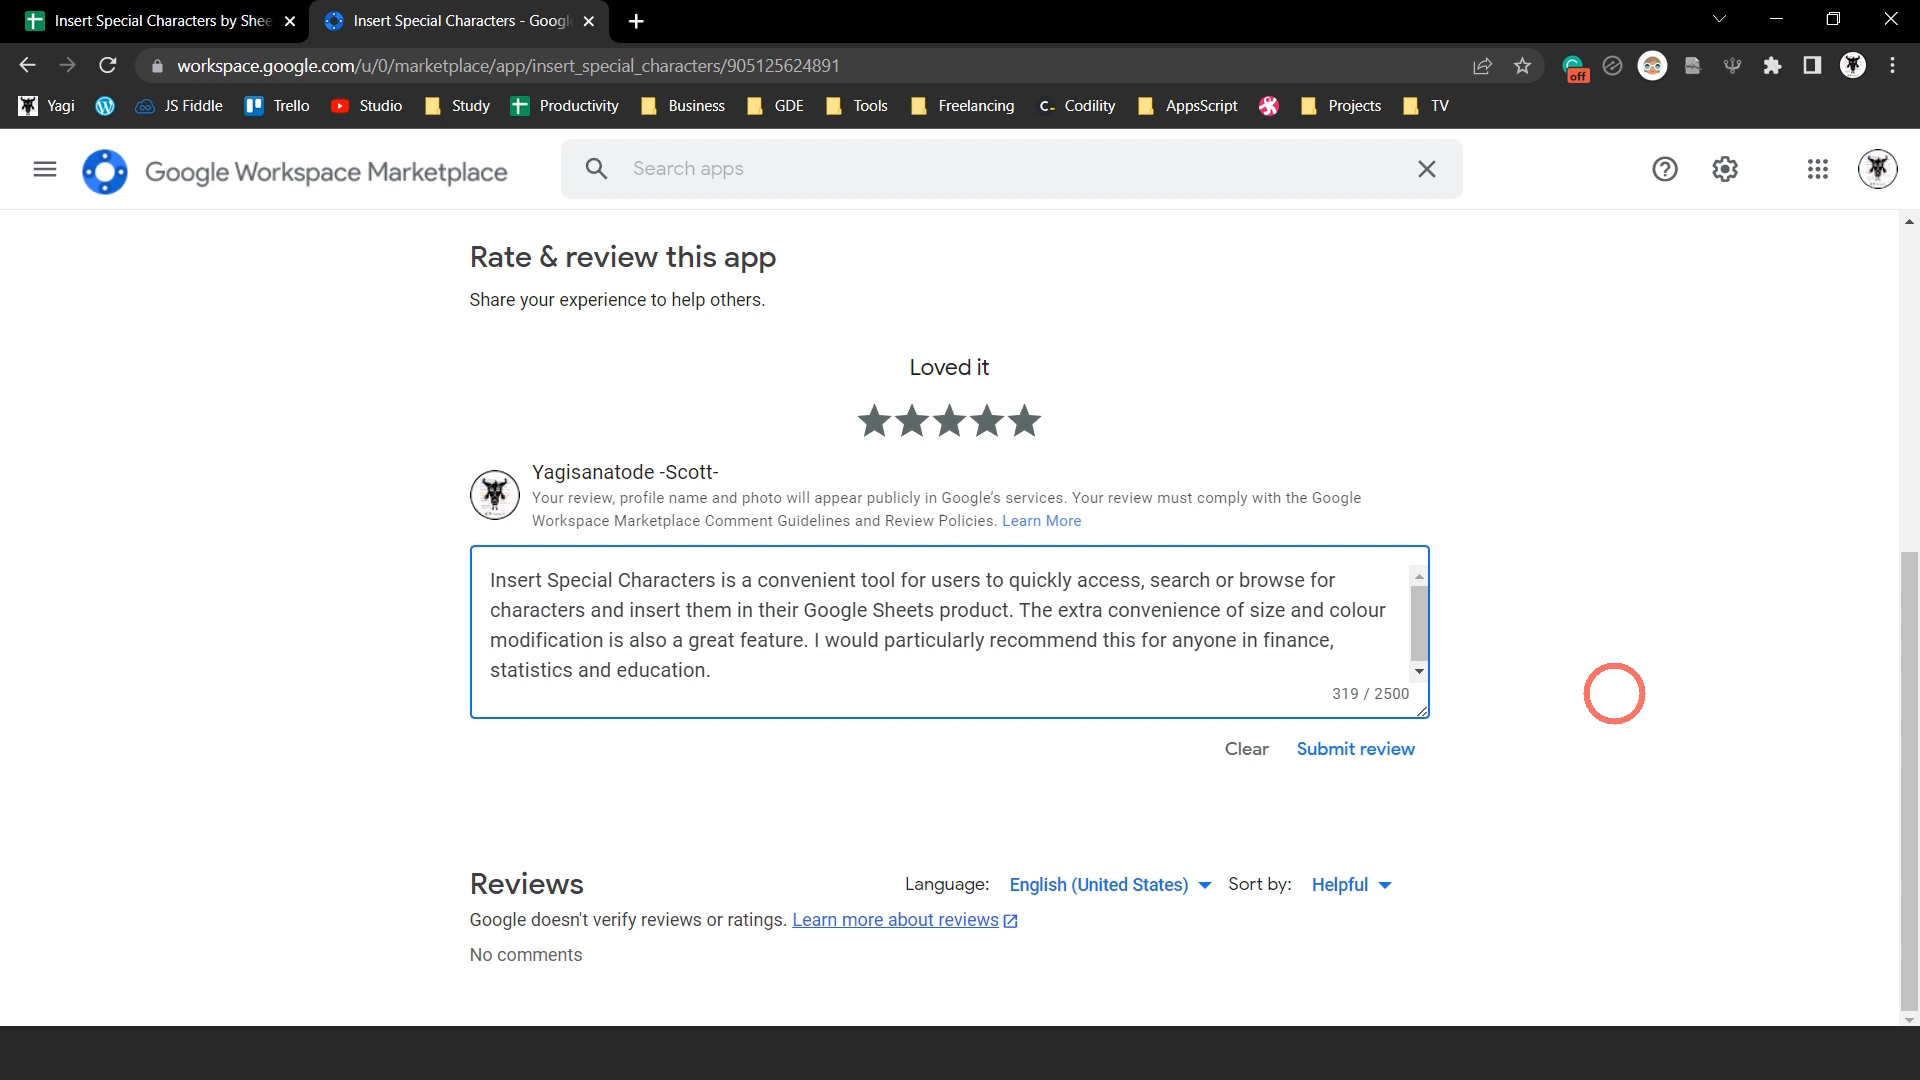 Insert Special Characters by Shee
Insert Special Characters - Googl
workspace.google.com/u/0/marketplace/app/insert_special_characters/905125624891
off
Yagi
JS Fiddle
Trello
Studio
Study
Productivity
Business
GDE
Tools
Freelancing
C-
Codility
AppsScript
Projects
TV
Google Workspace Marketplace
Search apps
Rate & review this app
Share your experience to help others.
Loved it
Yagisanatode -Scott-
Your review, profile name and photo will appear publicly in Google's services. Your review must comply with the Google
Workspace Marketplace Comment Guidelines and Review Policies. Learn More
Insert Special Characters is a convenient tool for users to quickly access, search or browse for
characters and insert them in their Google Sheets product. The extra convenience of size and colour
modification is also a great feature. I would particularly recommend this for anyone in finance,
statistics and education.
319 / 2500
Clear
Submit review
Reviews
Language: English (United States)
Sort by: Helpful
Google doesn't verify reviews or ratings. Learn more about reviews
No comments